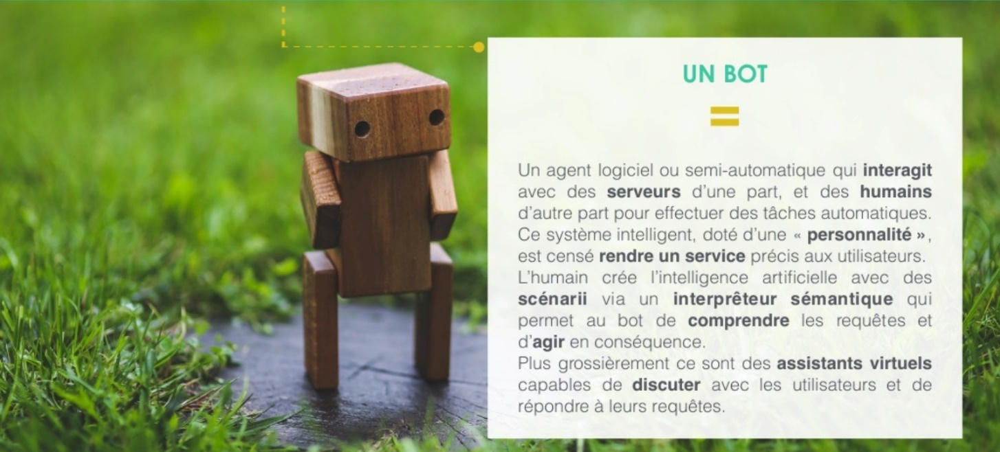 UN BOT
=
Un agent logiciel ou semi-automatique qui interagit
avec des serveurs d'une part, et des humains
d'autre part pour effectuer des tâches automatiques.
Ce système intelligent, doté d'une « personnalité »,
est censé rendre un service précis aux utilisateurs.
L'humain crée l'intelligence artificielle avec des
scénarii via un interprêteur sémantique qui
permet au bot de comprendre les requêtes et
d'agir en conséquence.
Plus grossièrement ce sont des assistants virtuels
capables de discuter avec les utilisateurs et de
répondre à leurs requêtes.